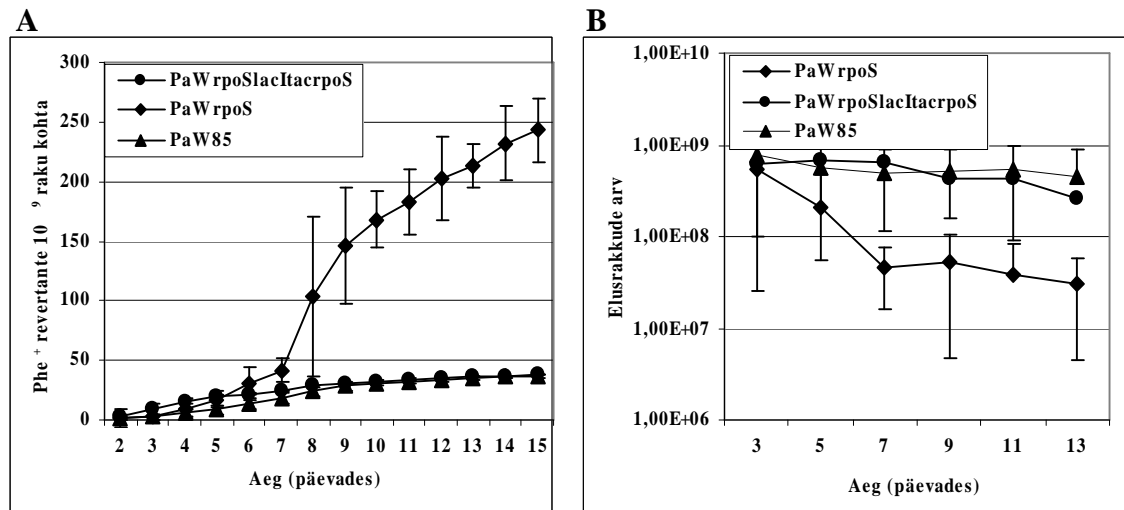 A
PaWrpoSlacItacrpoS
PaWrpoS
PaW85
Phe + revertante 10 9 raku kohta
300
250
200
150
100
50
0
2 3 4 5 6 7 8 9 10 11 12 13 14 15
Aeg (päevades)
B
PaWrpoS
PaWrpoSlacItacrpoS
PaW85
Elusrakkude arv
1,00E+10
1,00E+09
1,00E+08
1,00E+07
1,00E+06
3 5 7 9 11 13
Aeg (päevades)